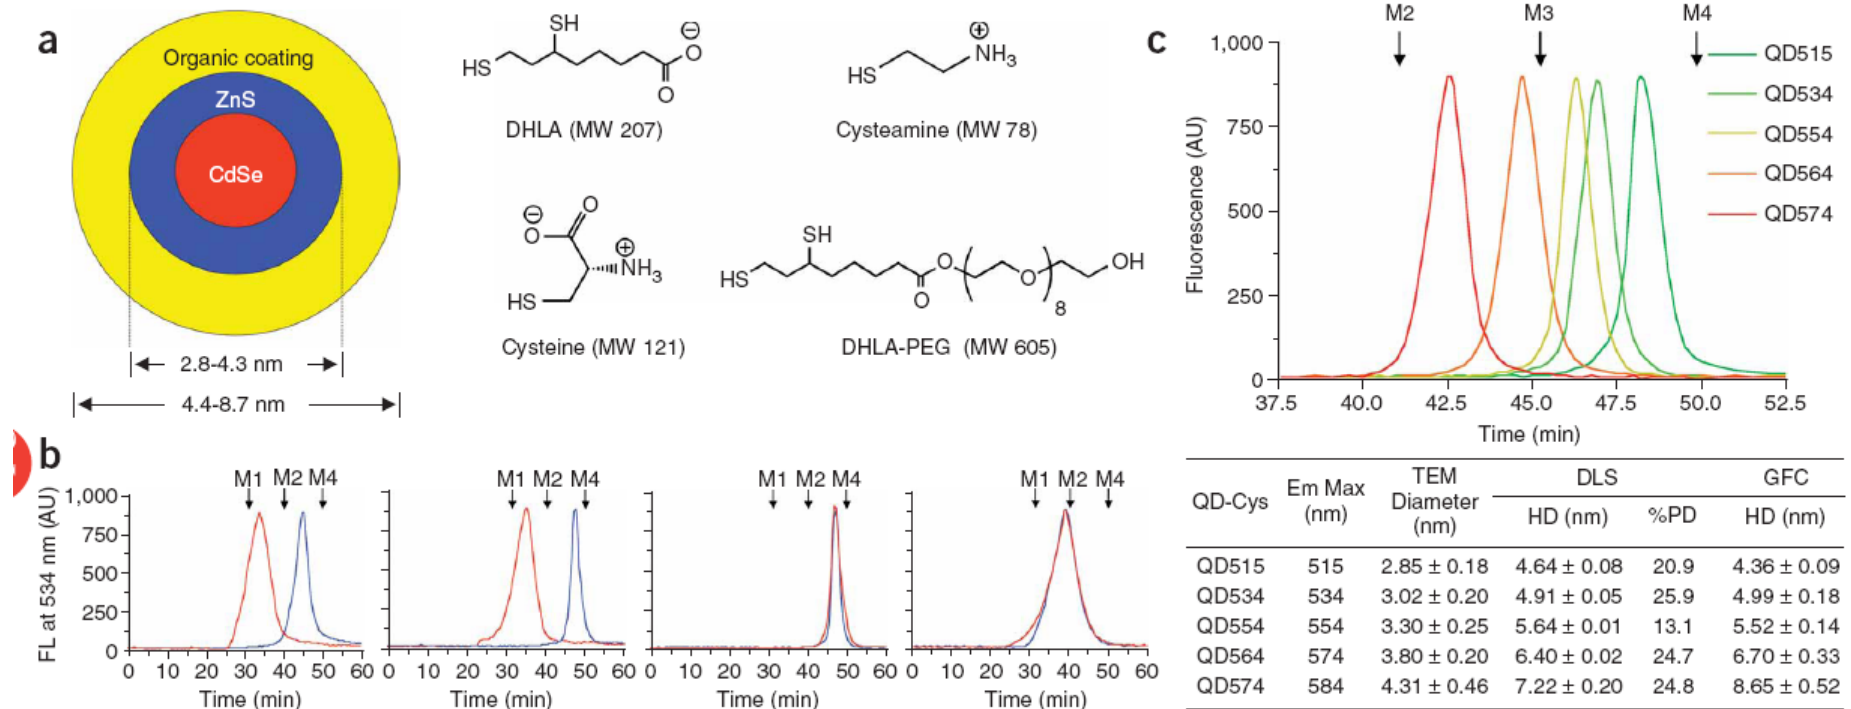 a
Organic coating
ZnS
CdSe
2.8-4.3 nm
4.4-8.7 nm
SH
HS
O
⊖
O
DHLA (MW 207)
HS
⊕
NH3
Cysteamine (MW 78)
⊖
O
O
⊕
NH3
HS
Cysteine (MW 121)
SH
HS
O
O
O
8
OH
DHLA-PEG (MW 605)
b
FL at 534 nm (AU)
1,000
750
500
250
0
M1 M2 M4
0 10 20 30 40 50 60
Time (min)
M1 M2 M4
0 10 20 30 40 50 60
Time (min)
M1 M2 M4
0 10 20 30 40 50 60
Time (min)
M1 M2 M4
0 10 20 30 40 50 60
Time (min)
c
M2 M3 M4
Fluorescence (AU)
1,000
750
500
250
0
37.5 40.0 42.5 45.0 47.5 50.0 52.5
Time (min)
QD515
QD534
QD554
QD564
QD574
QD-Cys Em Max (nm) TEM Diameter (nm) DLS GFC
HD (nm) %PD HD (nm)
QD515 515 2.85 ± 0.18 4.64 ± 0.08 20.9 4.36 ± 0.09
QD534 534 3.02 ± 0.20 4.91 ± 0.05 25.9 4.99 ± 0.18
QD554 554 3.30 ± 0.25 5.64 ± 0.01 13.1 5.52 ± 0.14
QD564 574 3.80 ± 0.20 6.40 ± 0.02 24.7 6.70 ± 0.33
QD574 584 4.31 ± 0.46 7.22 ± 0.20 24.8 8.65 ± 0.52